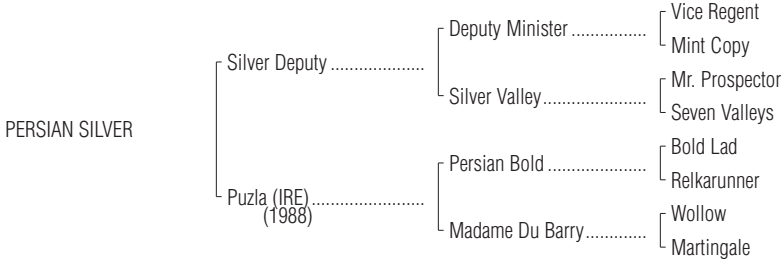 Vice Regent
Deputy Minister ................
Mint Copy
Silver Deputy ....................
Mr. Prospector
Silver Valley......................
Seven Valleys
PERSIAN SILVER
Bold Lad
Persian Bold .....................
Relkarunner
Puzla (IRE)........................
(1988)
Wollow
Madame Du Barry.............
Martingale